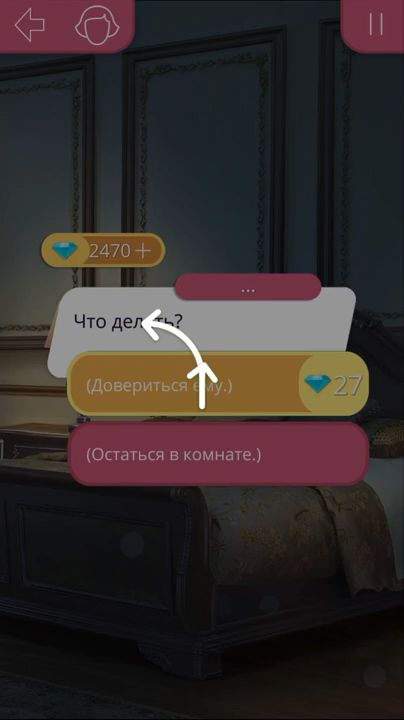 2470
...
Что делать?
(Довериться ему.)
27
(Остаться в комнате.)